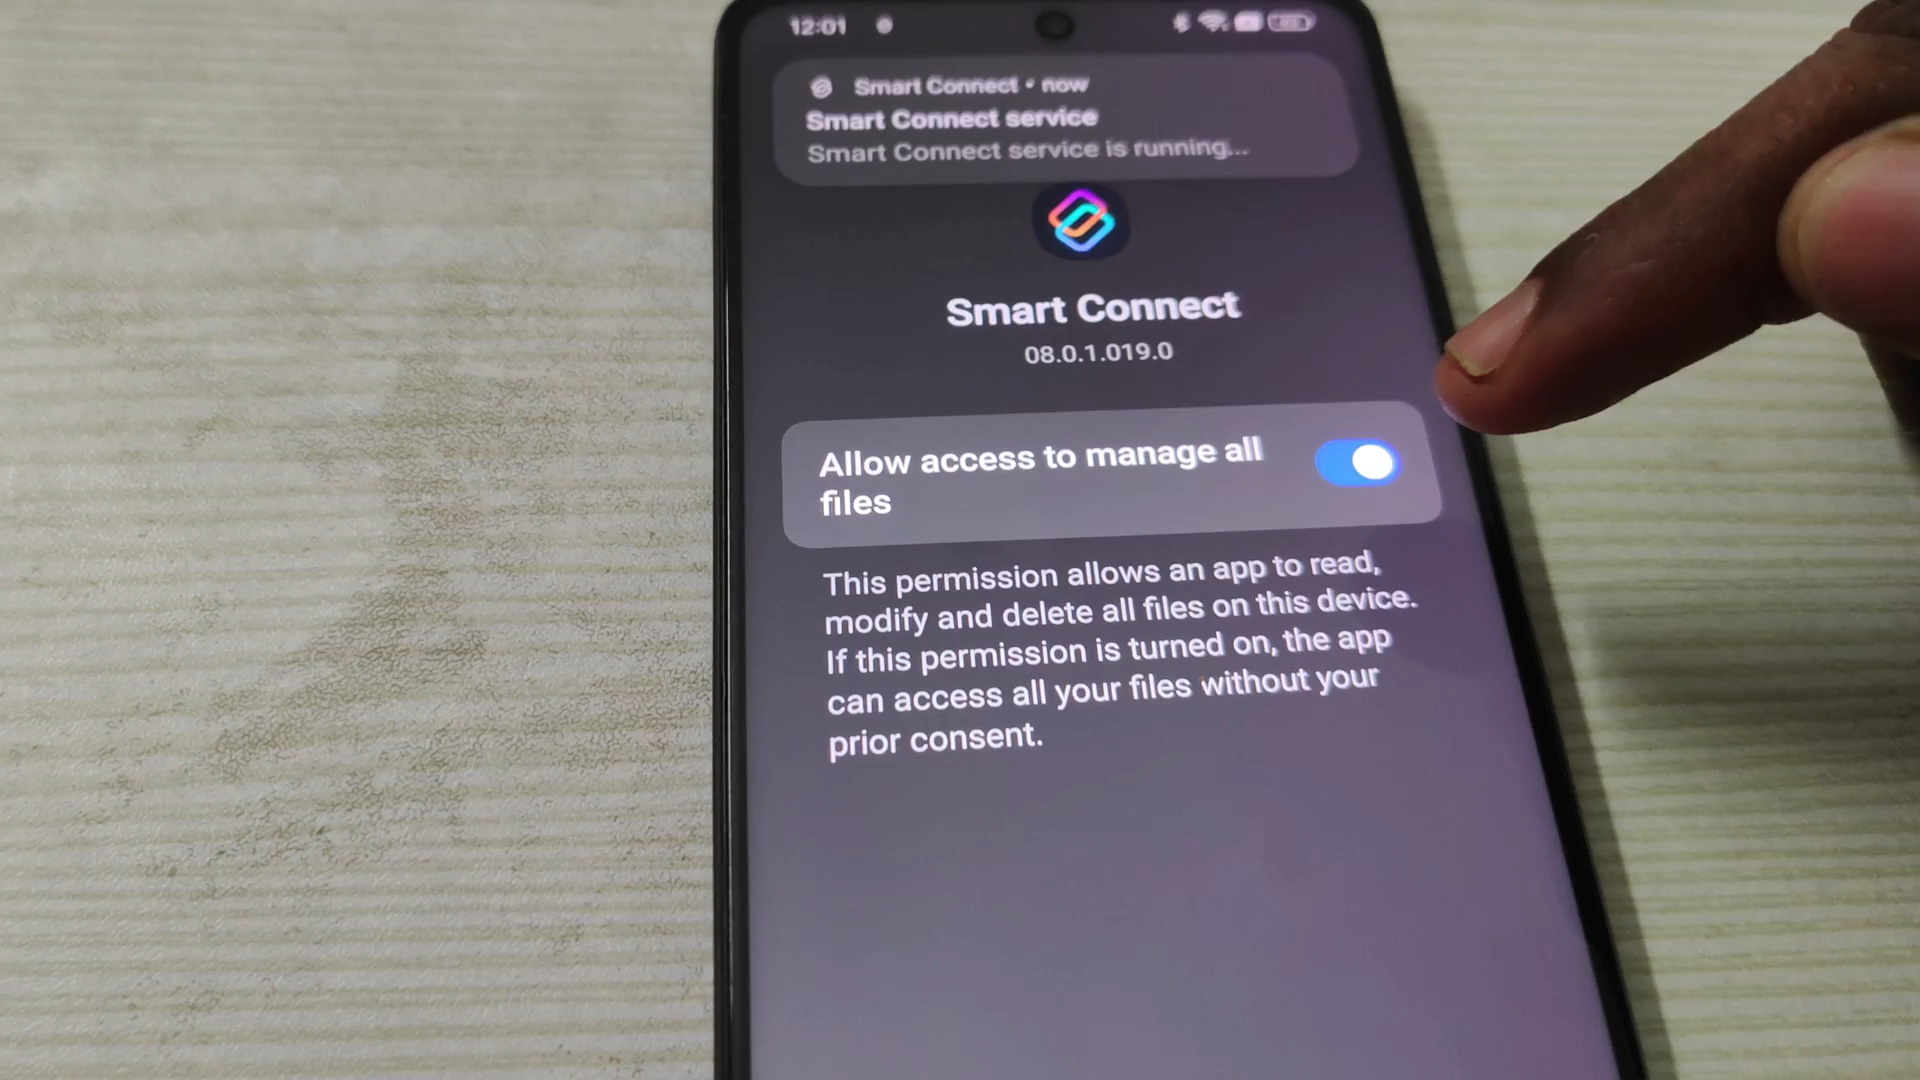 12:01
Smart Connect • now
Smart Connect service
Smart Connect service is running...
Smart Connect
08.0.1.019.0
Allow access to manage all
files
This permission allows an app to read,
modify and delete all files on this device.
If this permission is turned on, the app
can access all your files without your
prior consent.